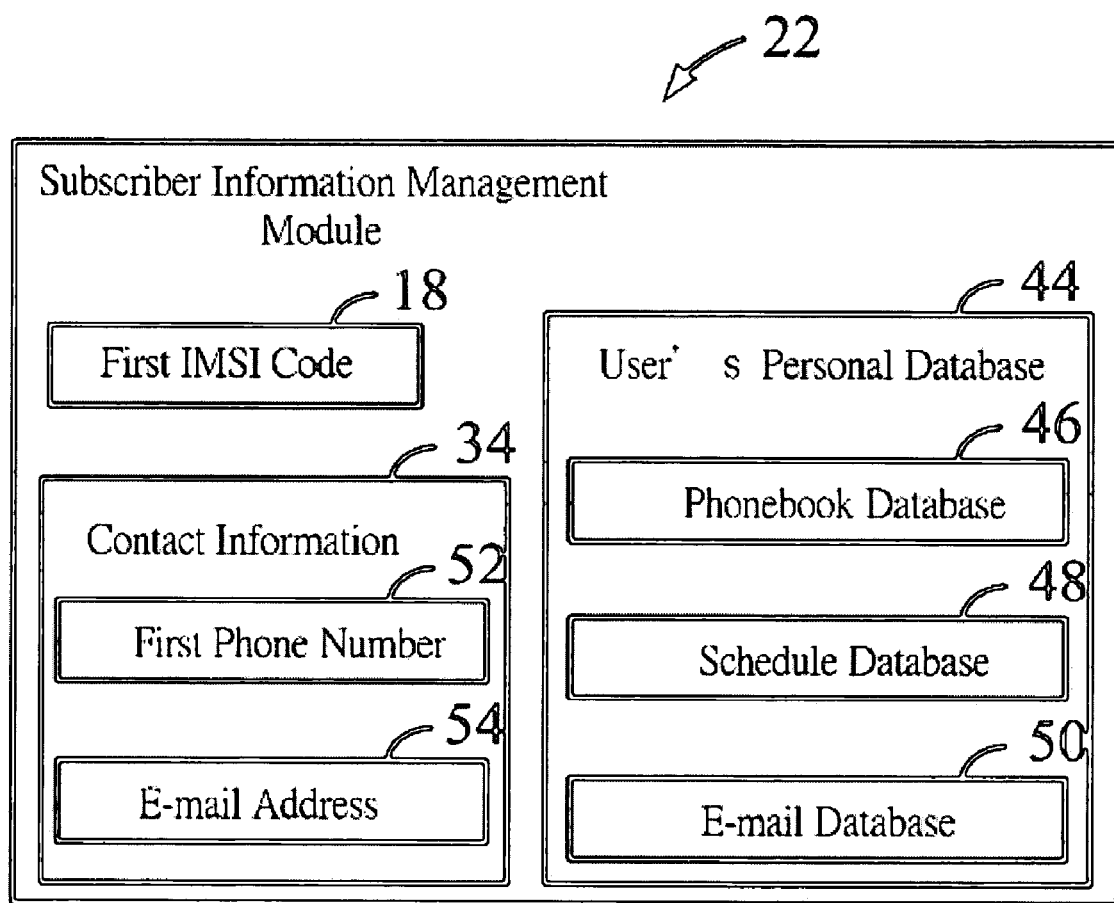 22
Subscriber Information Management
Module
18
First IMSI Code
34
Contact Information
52
First Phone Number
54
E-mail Address
44
User's Personal Database
46
Phonebook Database
48
Schedule Database
50
E-mail Database